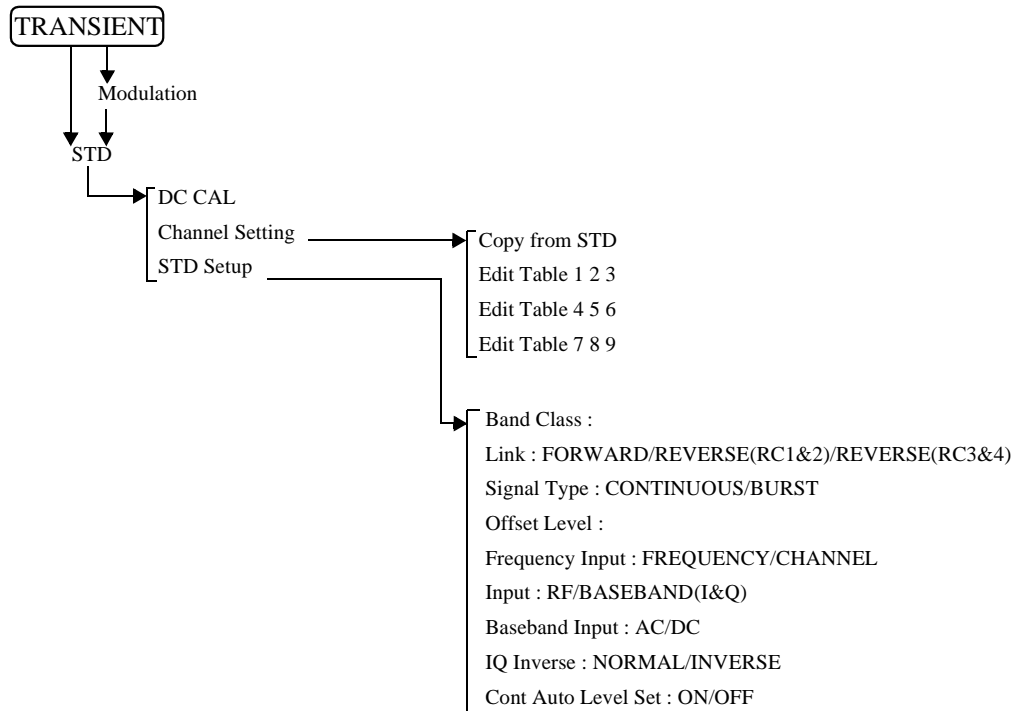 TRANSIENT
Modulation
STD
DC CAL
Channel Setting
STD Setup
Copy from STD
Edit Table 1 2 3
Edit Table 4 5 6
Edit Table 7 8 9
Band Class :
Link : FORWARD/REVERSE(RC1&2)/REVERSE(RC3&4)
Signal Type : CONTINUOUS/BURST
Offset Level :
Frequency Input : FREQUENCY/CHANNEL
Input : RF/BASEBAND(I&Q)
Baseband Input : AC/DC
IQ Inverse : NORMAL/INVERSE
Cont Auto Level Set : ON/OFF